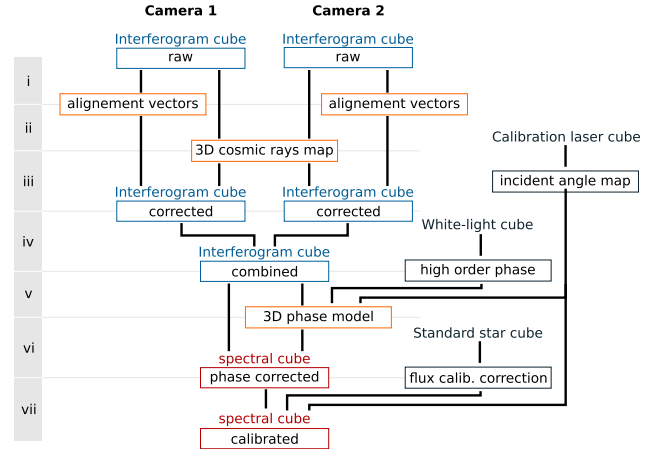 Camera 1
Camera 2
Interferogram cube
Interferogram cube
raw
raw
i
alignement vectors
alignement vectors
ii
Calibration laser cube
3D cosmic rays map
iii
incident angle map
Interferogram cube
Interferogram cube
corrected
corrected
White-light cube
iv
Interferogram cube
combined
high order phase
v
3D phase model
Standard star cube
vi
spectral cube
phase corrected
flux calib. correction
vii
spectral cube
calibrated